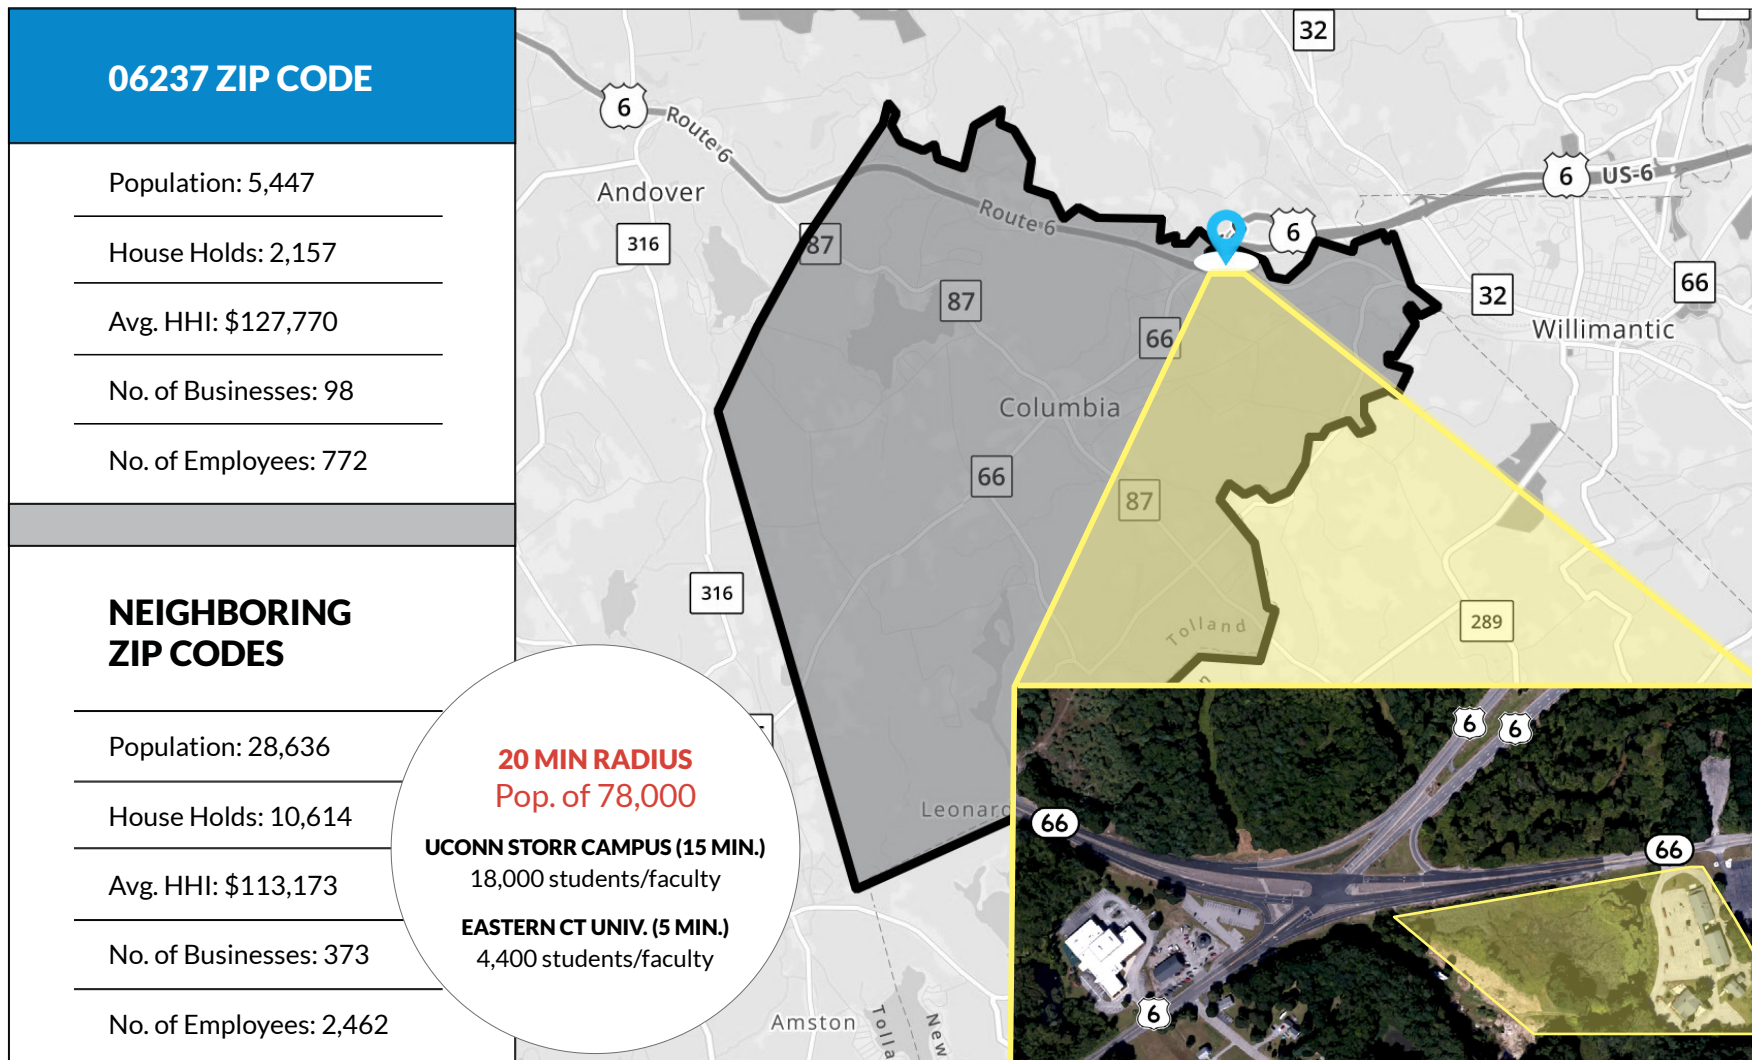 06237 ZIP CODE
Population: 5,447
House Holds: 2,157
Avg. HHI: $127,770
No. of Businesses: 98
No. of Employees: 772
NEIGHBORING
ZIP CODES
Population: 28,636
House Holds: 10,614
Avg. HHI: $113,173
No. of Businesses: 373
No. of Employees: 2,462
20 MIN RADIUS
Pop. of 78,000
UCONN STORR CAMPUS (15 MIN.)
18,000 students/faculty
EASTERN CT UNIV. (5 MIN.)
4,400 students/faculty
32
6
Route 6
Andover
316
87
Route 6
6
6
US-6
87
66
32
66
Willimantic
Columbia
66
87
316
289
Tolland
Leonard
Amston
Tolla
New
6
6
66
66
6